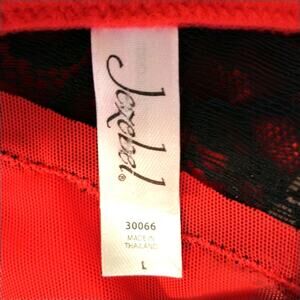 Jezebel®
30066
MADE IN
THAILAND
L